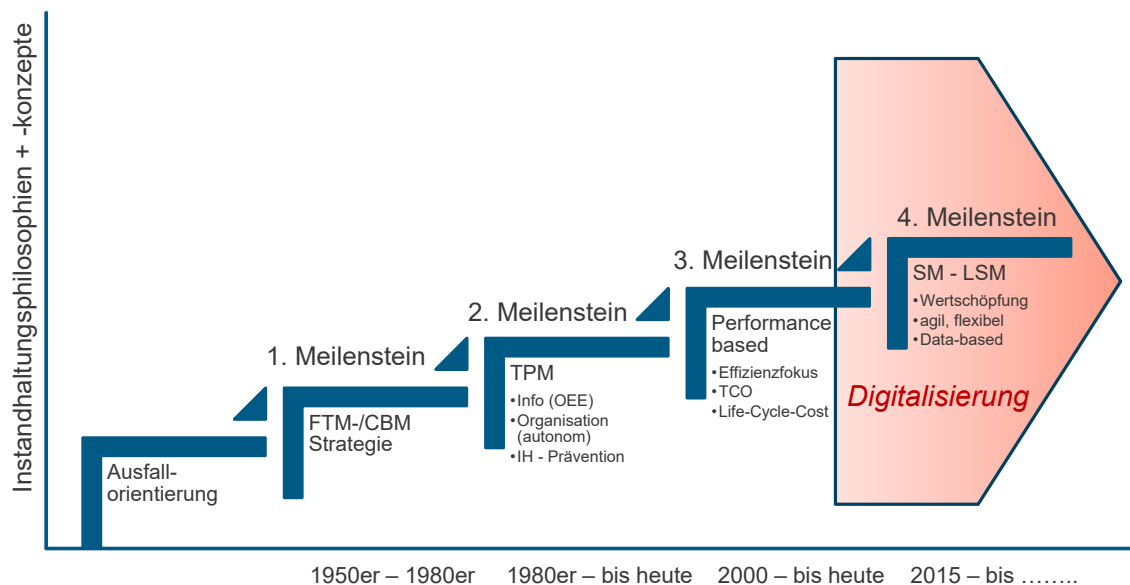 Instandhaltungsphilosophien + -konzepte
Ausfall-
orientierung
1. Meilenstein
FTM-/CBM
Strategie
2. Meilenstein
TPM
•Info (OEE)
•Organisation
(autonom)
•IH - Prävention
3. Meilenstein
Performance
based
•Effizienzfokus
•TCO
•Life-Cycle-Cost
4. Meilenstein
SM - LSM
•Wertschöpfung
•agil, flexibel
•Data-based
Digitalisierung
1950er – 1980er
1980er – bis heute
2000 – bis heute
2015 – bis ........